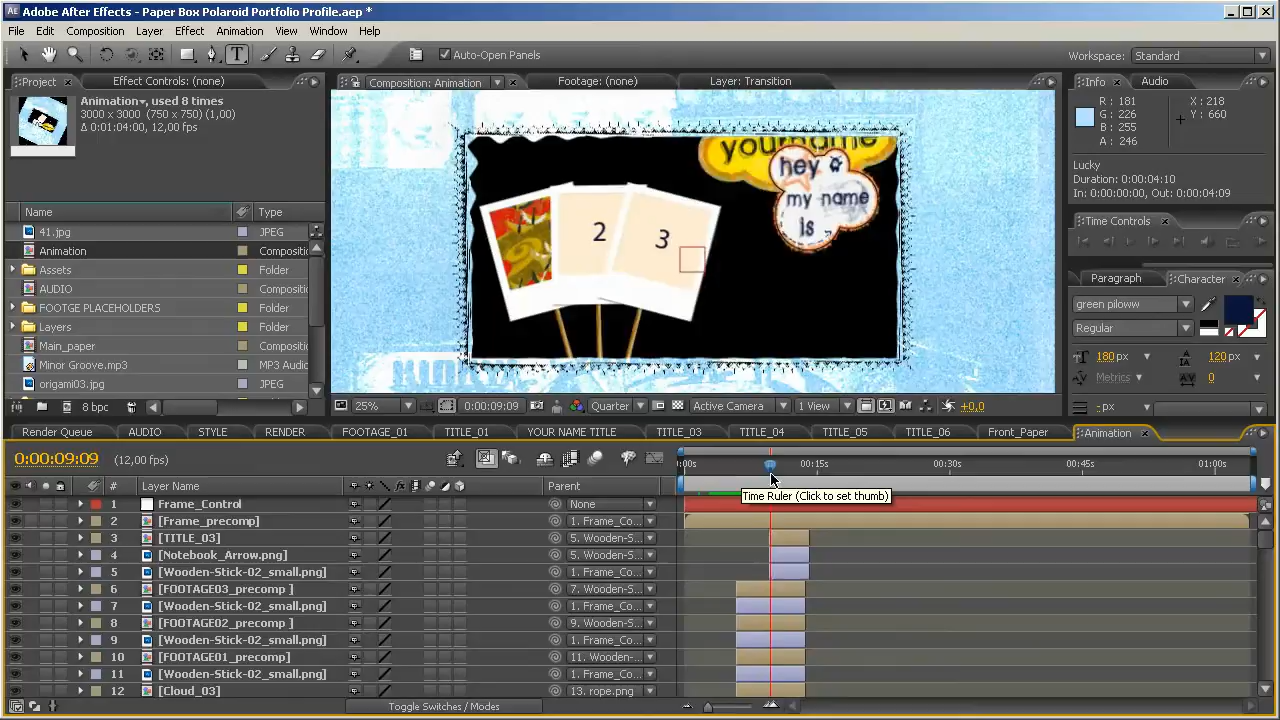 Adobe After Effects - Paper Box Polaroid Portfolio Profile.aep *
File Edit Composition Layer Effect Animation View Window Help
Auto-Open Panels
Workspace: Standard
Project
Effect Controls: (none)
Composition: Animation
Footage: (none)
Layer: Transition
Info
Audio
Animation, used 8 times
3000 x 3000 (750 x 750) (1,00)
Δ 0:01:04:00, 12,00 fps
R : 181
G : 226
B : 255
A : 246
X : 218
Y : 660
Lucky
Duration: 0:00:04:10
In: 0:00:00:00, Out: 0:00:04:09
yourname
hey
my name
is
2
3
Name
Type
41.jpg JPEG
Animation Compositi
Assets Folder
AUDIO Compositi
FOOTGE PLACEHOLDERS Folder
Layers Folder
Main_paper Compositi
Minor Groove.mp3 MP3 Audio
origami03.jpg JPEG
8 bpc
Time Controls
Paragraph
Character
green piloww
Regular
180 px
120 px
Metrics
0
- px
25%
0:00:09:09
Quarter
Active Camera
1 View
+0,0
Render Queue
AUDIO
STYLE
RENDER
FOOTAGE_01
TITLE_01
YOUR NAME TITLE
TITLE_03
TITLE_04
TITLE_05
TITLE_06
Front_Paper
Animation
0:00:09:09
(12,00 fps)
:00s
00:15s
00:30s
00:45s
01:00s
Time Ruler (Click to set thumb)
# Layer Name
Parent
1 Frame_Control None
2 [Frame_precomp] 1. Frame_Co...
3 [TITLE_03] 5. Wooden-S...
4 [Notebook_Arrow.png] 5. Wooden-S...
5 [Wooden-Stick-02_small.png] 1. Frame_Co...
6 [FOOTAGE03_precomp ] 7. Wooden-S...
7 [Wooden-Stick-02_small.png] 1. Frame_Co...
8 [FOOTAGE02_precomp ] 9. Wooden-S...
9 [Wooden-Stick-02_small.png] 1. Frame_Co...
10 [FOOTAGE01_precomp] 11. Wooden-...
11 [Wooden-Stick-02_small.png] 1. Frame_Co...
12 [Cloud_03] 13. rope.png
Toggle Switches / Modes